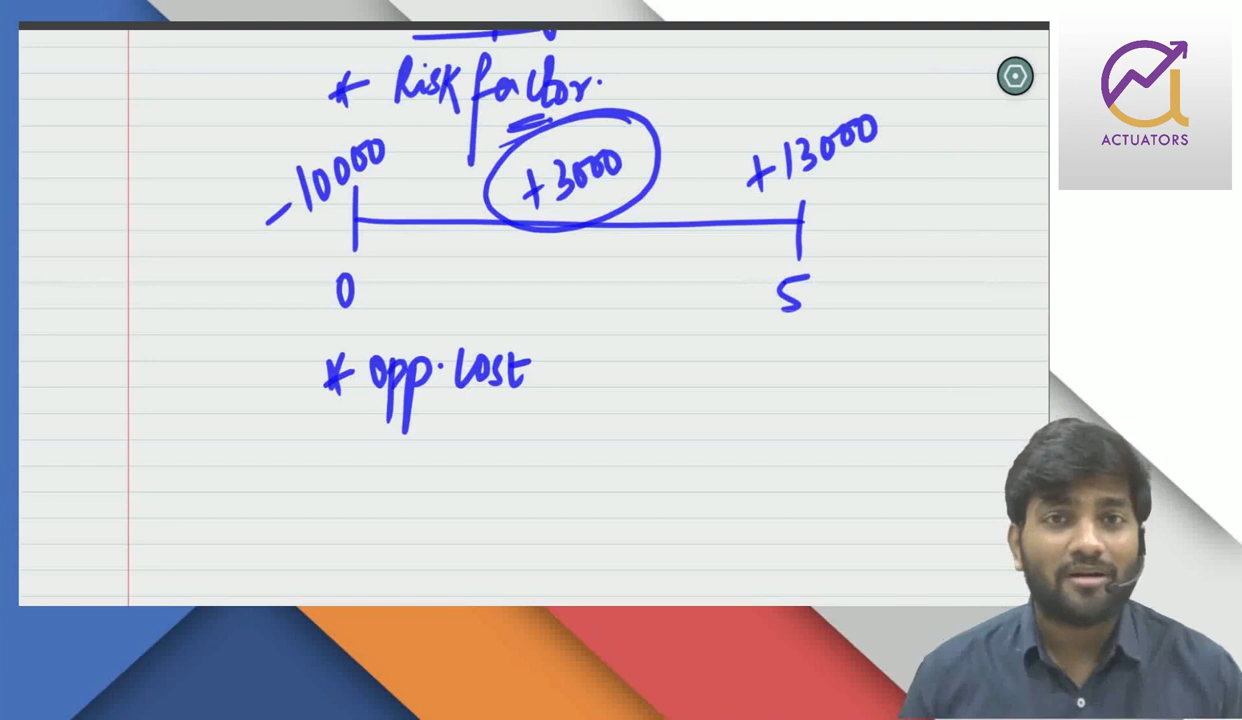 * Risk factor.
-10000 +3000 +13000
0 5
* Opp. Cost
ACTUATORS